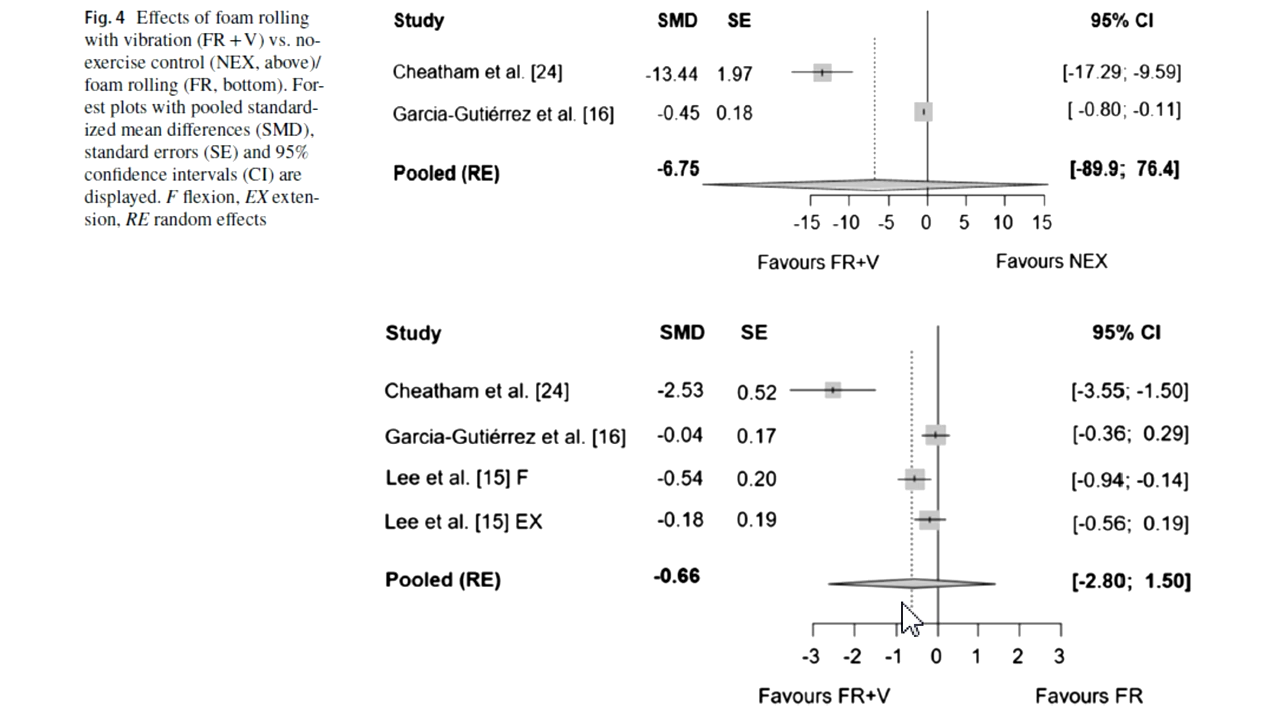 Fig. 4 Effects of foam rolling
with vibration (FR + V) vs. no-
exercise control (NEX, above)/
foam rolling (FR, bottom). For-
est plots with pooled standard-
ized mean differences (SMD),
standard errors (SE) and 95%
confidence intervals (CI) are
displayed. F flexion, EX exten-
sion, RE random effects
Study SMD SE 95% CI
Cheatham et al. [24] -13.44 1.97 [-17.29; -9.59]
Garcia-Gutiérrez et al. [16] -0.45 0.18 [ -0.80; -0.11]
Pooled (RE) -6.75 [-89.9; 76.4]
-15 -10 -5 0 5 10 15
Favours FR+V Favours NEX
Study SMD SE 95% CI
Cheatham et al. [24] -2.53 0.52 [-3.55; -1.50]
Garcia-Gutiérrez et al. [16] -0.04 0.17 [-0.36; 0.29]
Lee et al. [15] F -0.54 0.20 [-0.94; -0.14]
Lee et al. [15] EX -0.18 0.19 [-0.56; 0.19]
Pooled (RE) -0.66 [-2.80; 1.50]
-3 -2 -1 0 1 2 3
Favours FR+V Favours FR